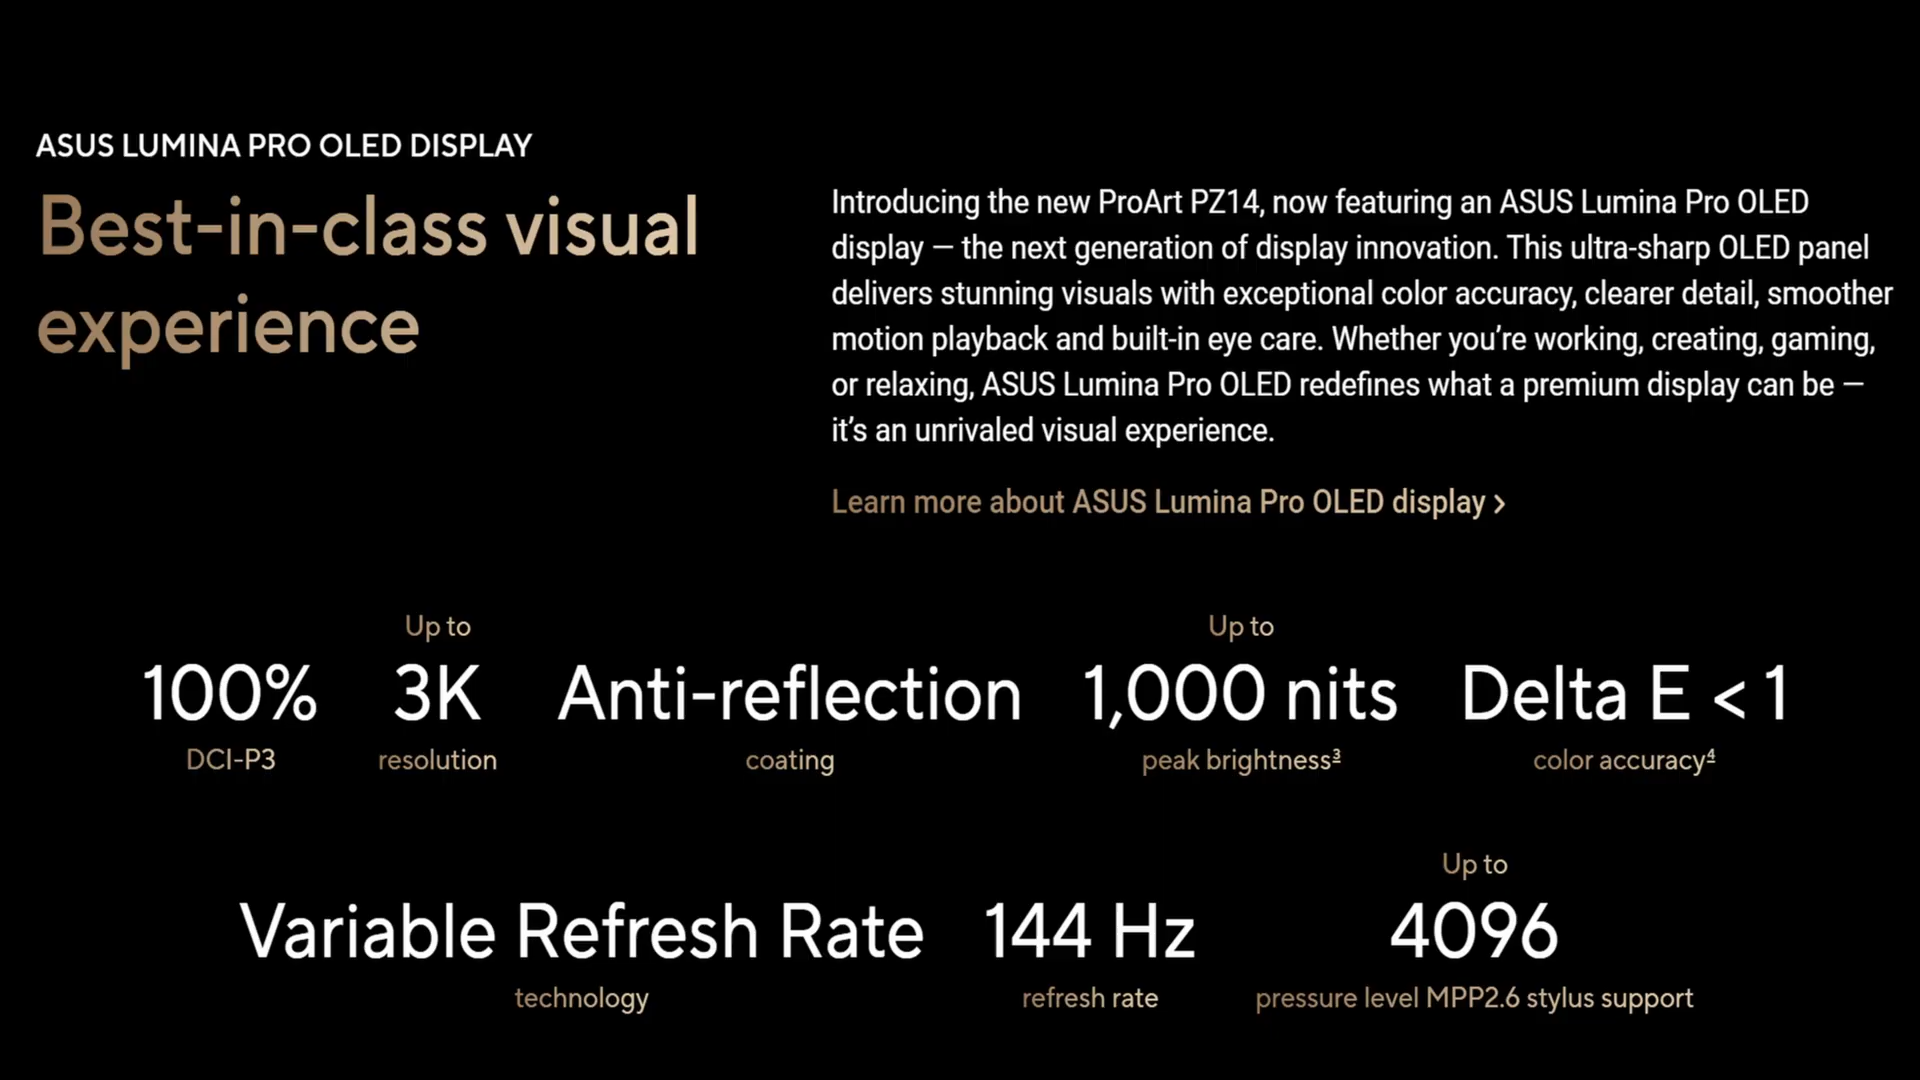 ASUS LUMINA PRO OLED DISPLAY
Best-in-class visual
experience
Introducing the new ProArt PZ14, now featuring an ASUS Lumina Pro OLED
display — the next generation of display innovation. This ultra-sharp OLED panel
delivers stunning visuals with exceptional color accuracy, clearer detail, smoother
motion playback and built-in eye care. Whether you’re working, creating, gaming,
or relaxing, ASUS Lumina Pro OLED redefines what a premium display can be —
it’s an unrivaled visual experience.
Learn more about ASUS Lumina Pro OLED display ›
100%
DCI-P3
Up to
3K
resolution
Anti-reflection
coating
Up to
1,000 nits
peak brightness³
Delta E < 1
color accuracy⁴
Variable Refresh Rate
technology
144 Hz
refresh rate
Up to
4096
pressure level MPP2.6 stylus support